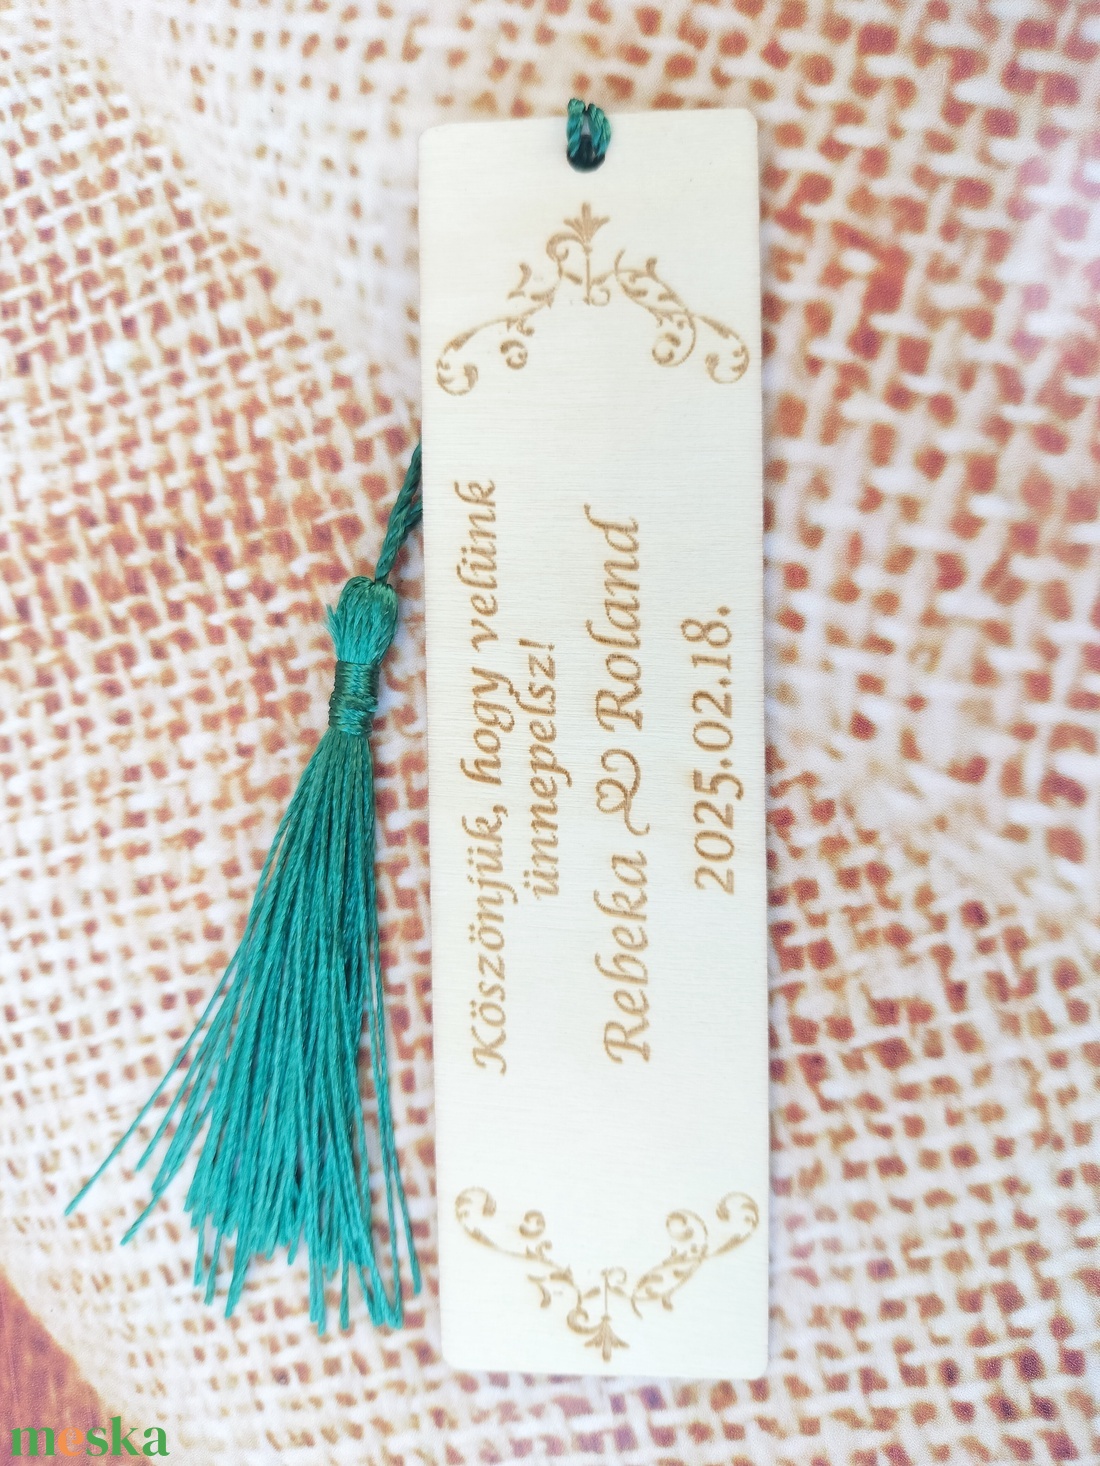 Köszönjük, hogy velünk
ünnepelsz!
Rebeka & Roland
2025.02.18.
meska